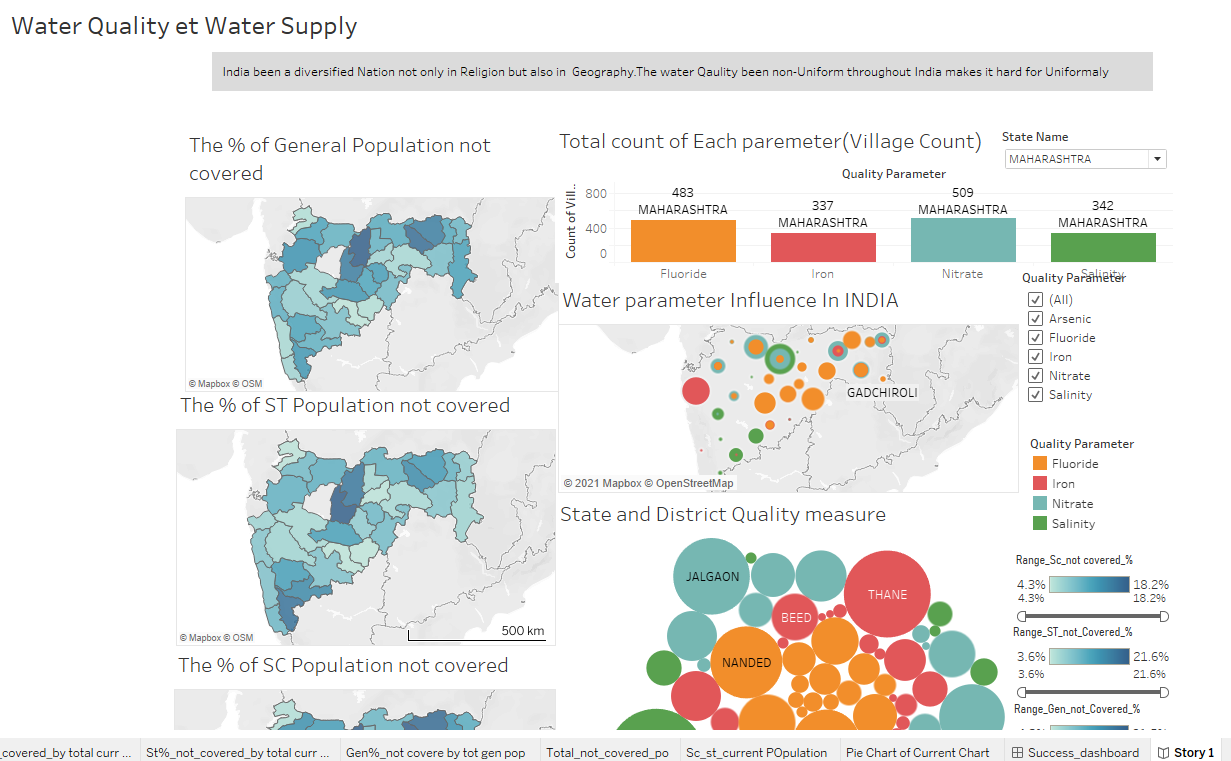 Water Quality et Water Supply
India been a diversified Nation not only in Religion but also in Geography.The water Qaulity been non-Uniform throughout India makes it hard for Uniformaly
The % of General Population not
covered
© Mapbox © OSM
The % of ST Population not covered
500 km
© Mapbox © OSM
The % of SC Population not covered
Total count of Each paremeter(Village Count)
State Name
MAHARASHTRA
Quality Parameter
Count of Vill..
800
400
0
483
MAHARASHTRA
337
MAHARASHTRA
509
MAHARASHTRA
342
MAHARASHTRA
Fluoride
Iron
Nitrate
Salinity
Water parameter Influence In INDIA
GADCHIROLI
© 2021 Mapbox © OpenStreetMap
Quality Parameter
(All)
Arsenic
Fluoride
Iron
Nitrate
Salinity
Quality Parameter
Fluoride
Iron
Nitrate
Salinity
State and District Quality measure
JALGAON
THANE
BEED
NANDED
Range_Sc_not covered_%
4.3% 18.2%
4.3% 18.2%
Range_ST_not_Covered_%
3.6% 21.6%
3.6% 21.6%
Range_Gen_not_Covered_%
_covered_by total curr ... St%_not_covered_by total curr ... Gen%_not covere by tot gen pop Total_not_covered_po Sc_st_current POpulation Pie Chart of Current Chart Success_dashboard Story 1